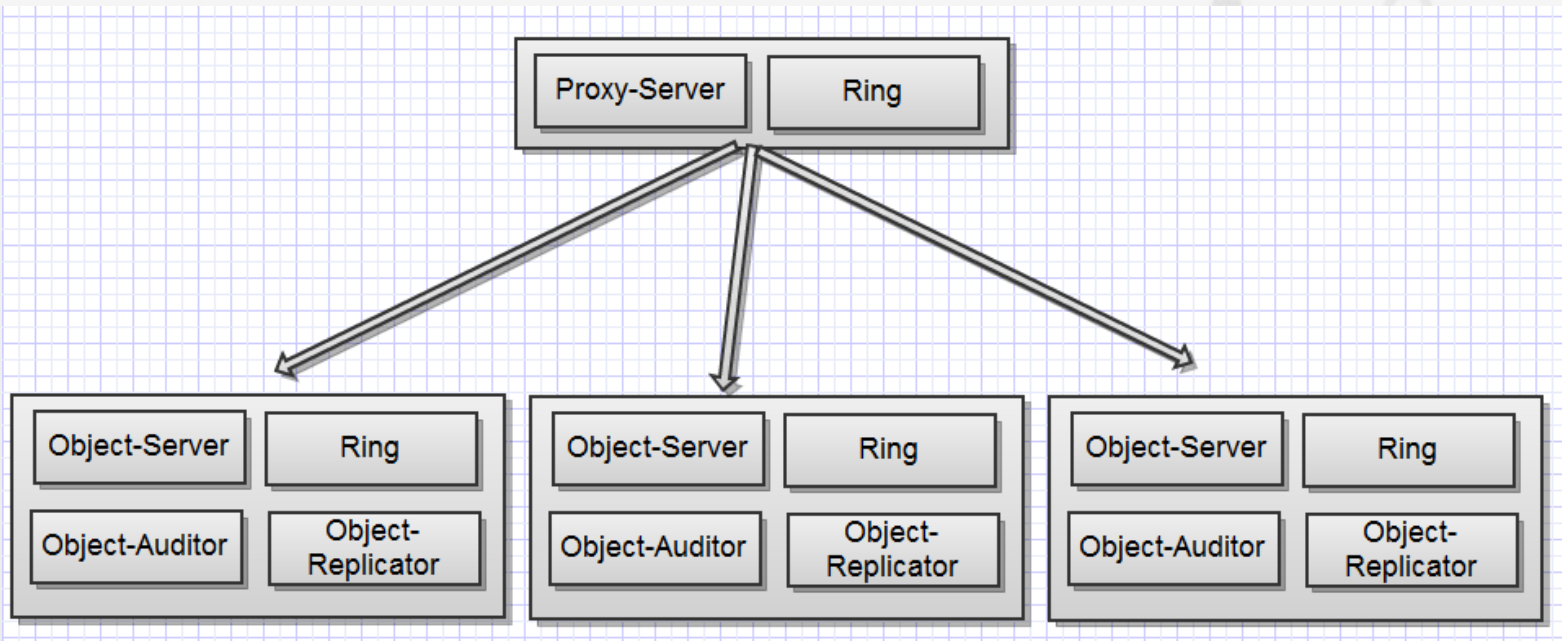 Proxy-Server
Ring
Object-Server
Ring
Object-Auditor
Object-
Replicator
Object-Server
Ring
Object-Auditor
Object-
Replicator
Object-Server
Ring
Object-Auditor
Object-
Replicator